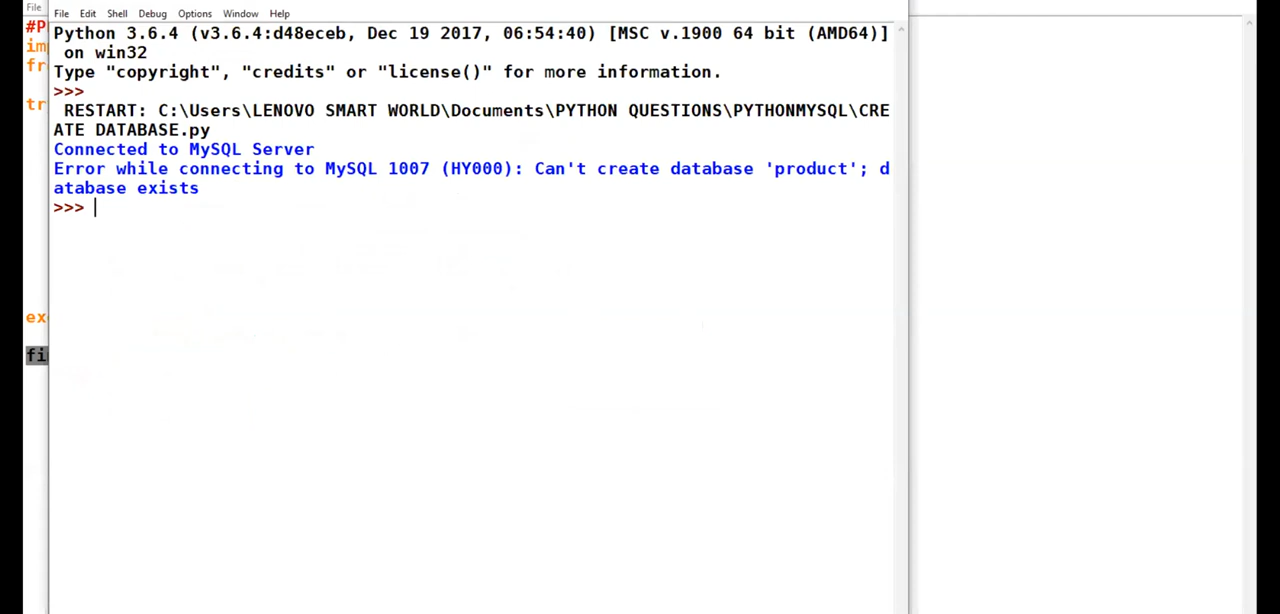 File
File Edit Shell Debug Options Window Help
#P
Python 3.6.4 (v3.6.4:d48eceb, Dec 19 2017, 06:54:40) [MSC v.1900 64 bit (AMD64)]
imp
on win32
Type "copyright", "credits" or "license()" for more information.
>>>
RESTART: C:\Users\LENOVO SMART WORLD\Documents\PYTHON QUESTIONS\PYTHONMYSQL\CRE
tr
ATE DATABASE.py
Connected to MySQL Server
Error while connecting to MySQL 1007 (HY000): Can't create database 'product'; d
atabase exists
>>>